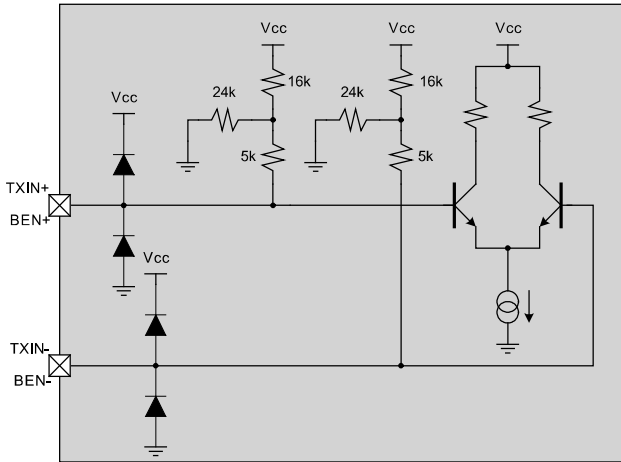 Vcc
Vcc
Vcc
16k
16k
24k
24k
Vcc
5k
5k
TXIN+
BEN+
Vcc
TXIN-
BEN-